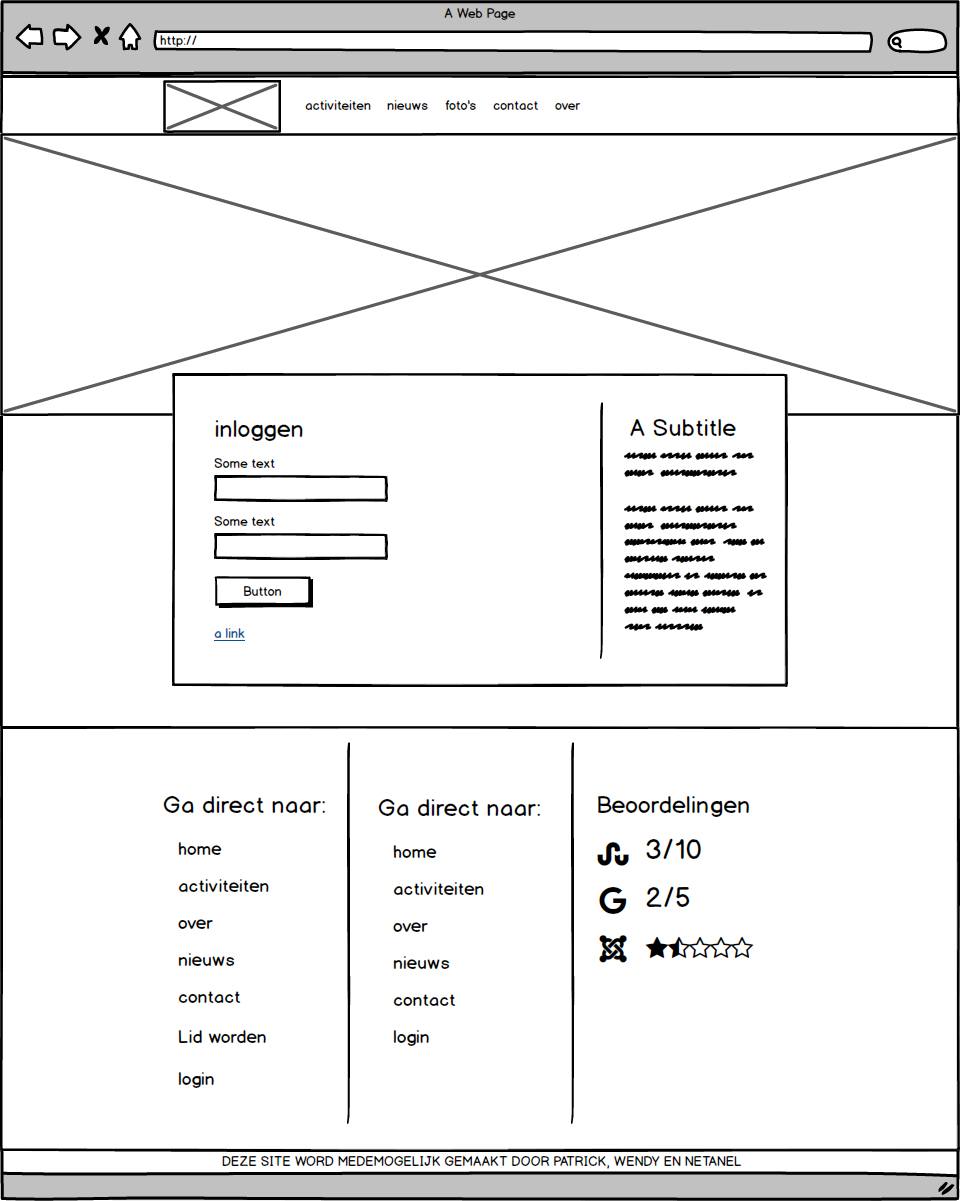 A Web Page
http://
activiteiten nieuws foto's contact over
inloggen
Some text
Some text
Button
a link
A Subtitle
Ga direct naar:
home
activiteiten
over
nieuws
contact
Lid worden
login
Ga direct naar:
home
activiteiten
over
nieuws
contact
login
Beoordelingen
3/10
G 2/5
DEZE SITE WORD MEDEMOGELIJK GEMAAKT DOOR PATRICK, WENDY EN NETANEL